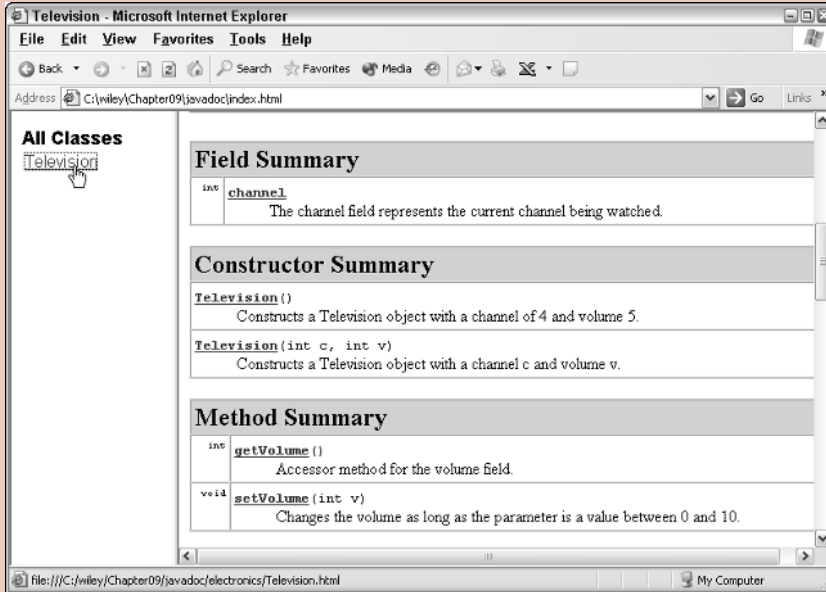 Television - Microsoft Internet Explorer
File Edit View Favorites Tools Help
Back Search Favorites Media
Address C:\wiley\Chapter09\javadoc\index.html Go Links
All Classes
Television
Field Summary
int channel
The channel field represents the current channel being watched.
Constructor Summary
Television()
Constructs a Television object with a channel of 4 and volume 5.
Television(int c, int v)
Constructs a Television object with a channel c and volume v.
Method Summary
int getVolume()
Accessor method for the volume field.
void setVolume(int v)
Changes the volume as long as the parameter is a value between 0 and 10.
file:///C:/wiley/Chapter09/javadoc/electronics/Television.html My Computer